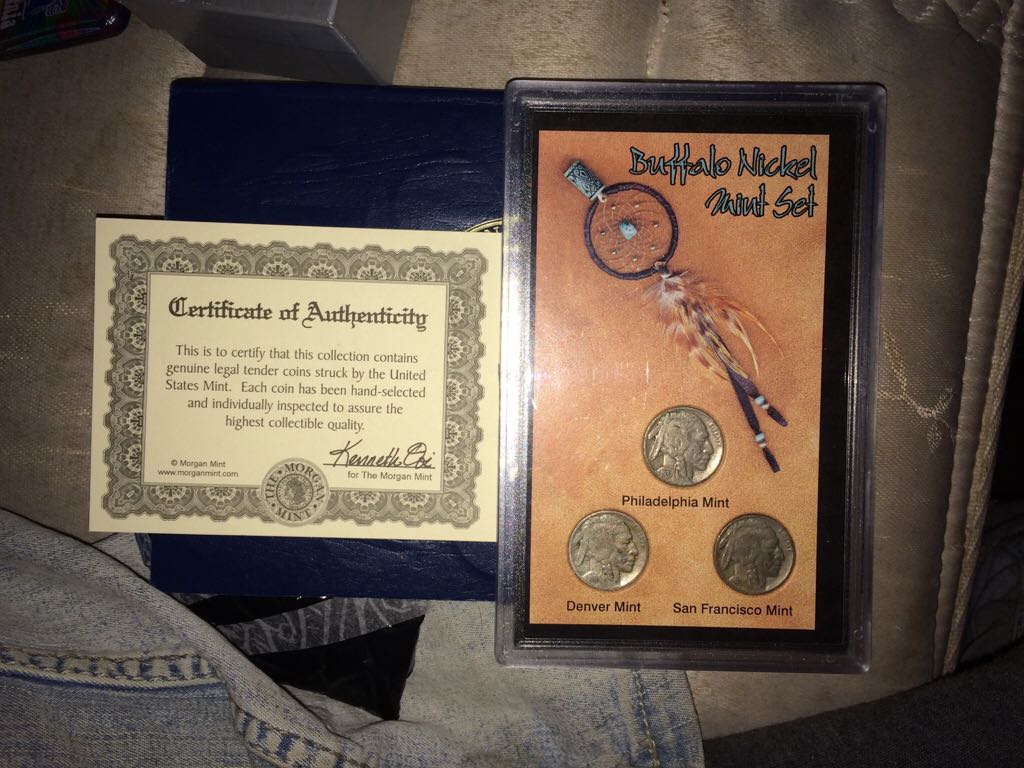 Certificate of Authenticity
This is to certify that this collection contains
genuine legal tender coins struck by the United
States Mint. Each coin has been hand-selected
and individually inspected to assure the
highest collectible quality.
© Morgan Mint
www.morganmint.com
for The Morgan Mint
THE MORGAN MINT
Buffalo Nickel
Mint Set
Philadelphia Mint
Denver Mint
San Francisco Mint